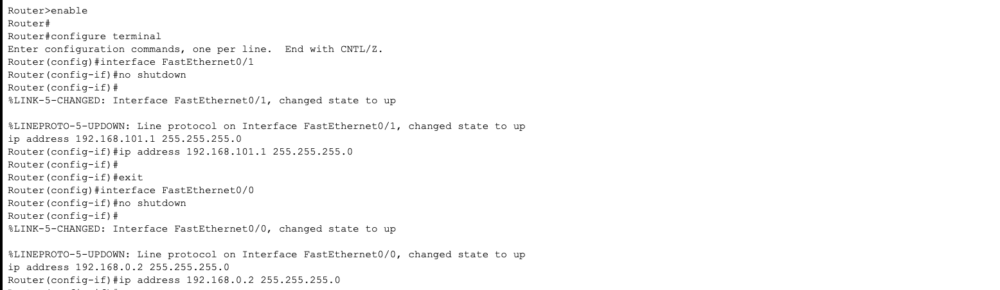 Router>enable
Router#
Router#configure terminal
Enter configuration commands, one per line.  End with CNTL/Z.
Router(config)#interface FastEthernet0/1
Router(config-if)#no shutdown
Router(config-if)#
%LINK-5-CHANGED: Interface FastEthernet0/1, changed state to up

%LINEPROTO-5-UPDOWN: Line protocol on Interface FastEthernet0/1, changed state to up
ip address 192.168.101.1 255.255.255.0
Router(config-if)#ip address 192.168.101.1 255.255.255.0
Router(config-if)#
Router(config-if)#exit
Router(config)#interface FastEthernet0/0
Router(config-if)#no shutdown
Router(config-if)#
%LINK-5-CHANGED: Interface FastEthernet0/0, changed state to up

%LINEPROTO-5-UPDOWN: Line protocol on Interface FastEthernet0/0, changed state to up
ip address 192.168.0.2 255.255.255.0
Router(config-if)#ip address 192.168.0.2 255.255.255.0